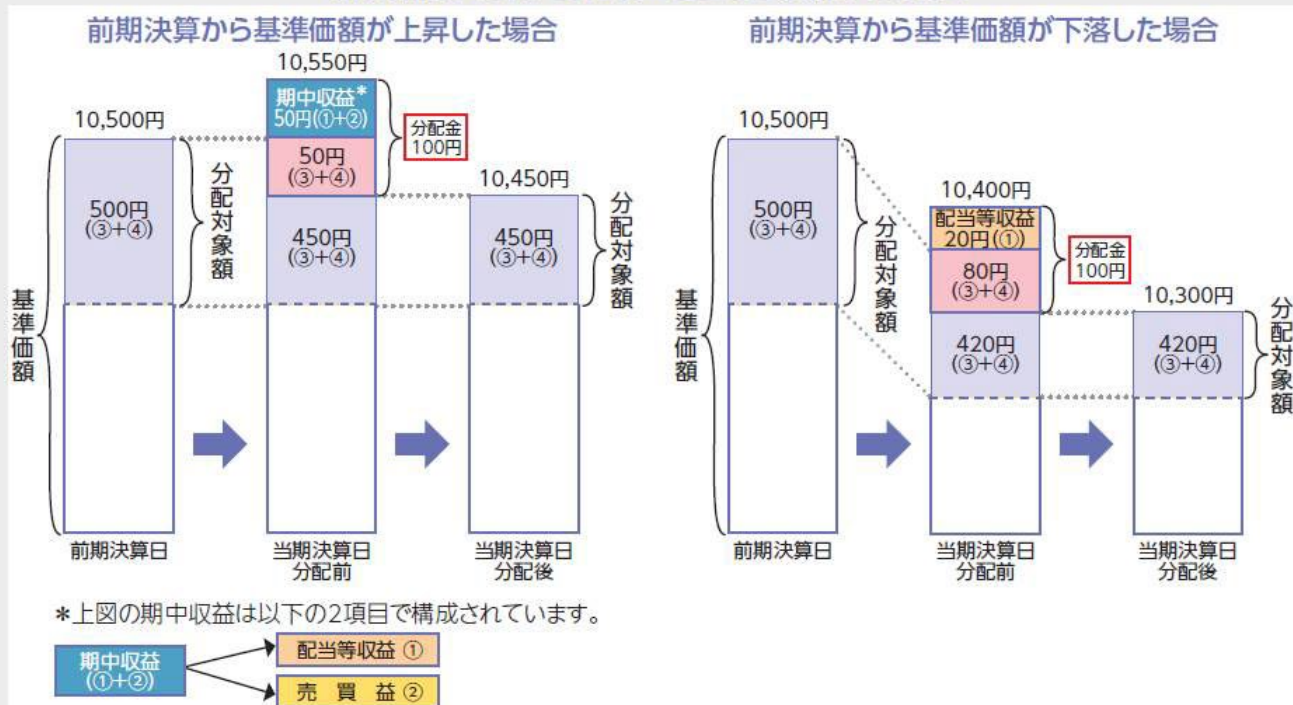 前期決算から基準価額が上昇した場合
10,500円
500円
(③+④)
分配対象額
基準価額
前期決算日
10,550円
期中収益*
50円(①+②)
50円
(③+④)
450円
(③+④)
分配金
100円
当期決算日
分配前
10,450円
450円
(③+④)
分配対象額
当期決算日
分配後
前期決算から基準価額が下落した場合
10,500円
500円
(③+④)
分配対象額
基準価額
前期決算日
10,400円
配当等収益
20円(①)
80円
(③+④)
420円
(③+④)
分配金
100円
当期決算日
分配前
10,300円
420円
(③+④)
分配対象額
当期決算日
分配後
*上図の期中収益は以下の2項目で構成されています。
期中収益
(①+②)
配当等収益 ①
売 買 益 ②